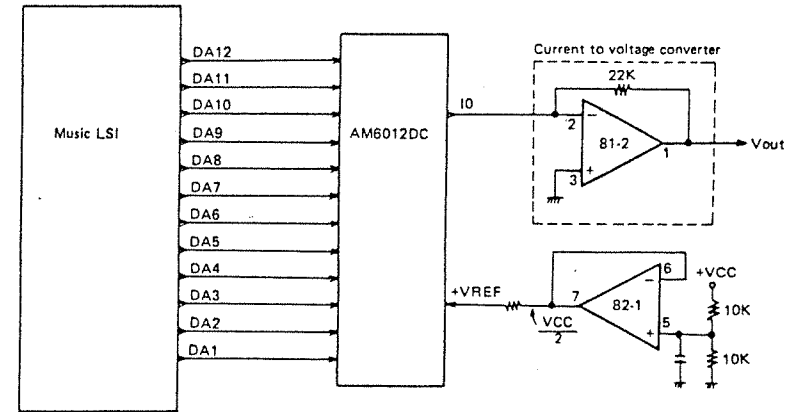 Music LSI
DA12
DA11
DA10
DA9
DA8
DA7
DA6
DA5
DA4
DA3
DA2
DA1
AM6012DC
I0
+VREF
Current to voltage converter
22K
2
−
81-2
3
+
1
Vout
VCC
2
7
6
−
82-1
5
+
+VCC
10K
10K